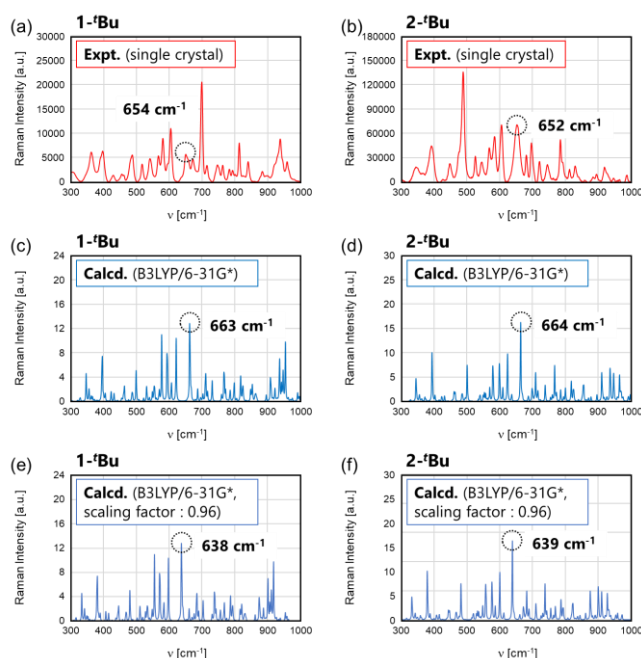 (a) 1-ᵗBu
Raman Intensity [a.u.]
30000
25000
20000
15000
10000
5000
0
Expt. (single crystal)
654 cm⁻¹
300 400 500 600 700 800 900 1000
ν [cm⁻¹]
(b) 2-ᵗBu
Raman Intensity [a.u.]
180000
150000
120000
90000
60000
30000
0
Expt. (single crystal)
652 cm⁻¹
300 400 500 600 700 800 900 1000
ν [cm⁻¹]
(c) 1-ᵗBu
Raman Intensity [a.u.]
24
20
16
12
8
4
0
Calcd. (B3LYP/6-31G*)
663 cm⁻¹
300 400 500 600 700 800 900 1000
ν [cm⁻¹]
(d) 2-ᵗBu
Raman Intensity [a.u.]
30
25
20
15
10
5
0
Calcd. (B3LYP/6-31G*)
664 cm⁻¹
300 400 500 600 700 800 900 1000
ν [cm⁻¹]
(e) 1-ᵗBu
Raman Intensity [a.u.]
24
20
16
12
8
4
0
Calcd. (B3LYP/6-31G*,
scaling factor : 0.96)
638 cm⁻¹
300 400 500 600 700 800 900 1000
ν [cm⁻¹]
(f) 2-ᵗBu
Raman Intensity [a.u.]
30
25
20
15
10
5
0
Calcd. (B3LYP/6-31G*,
scaling factor : 0.96)
639 cm⁻¹
300 400 500 600 700 800 900 1000
ν [cm⁻¹]